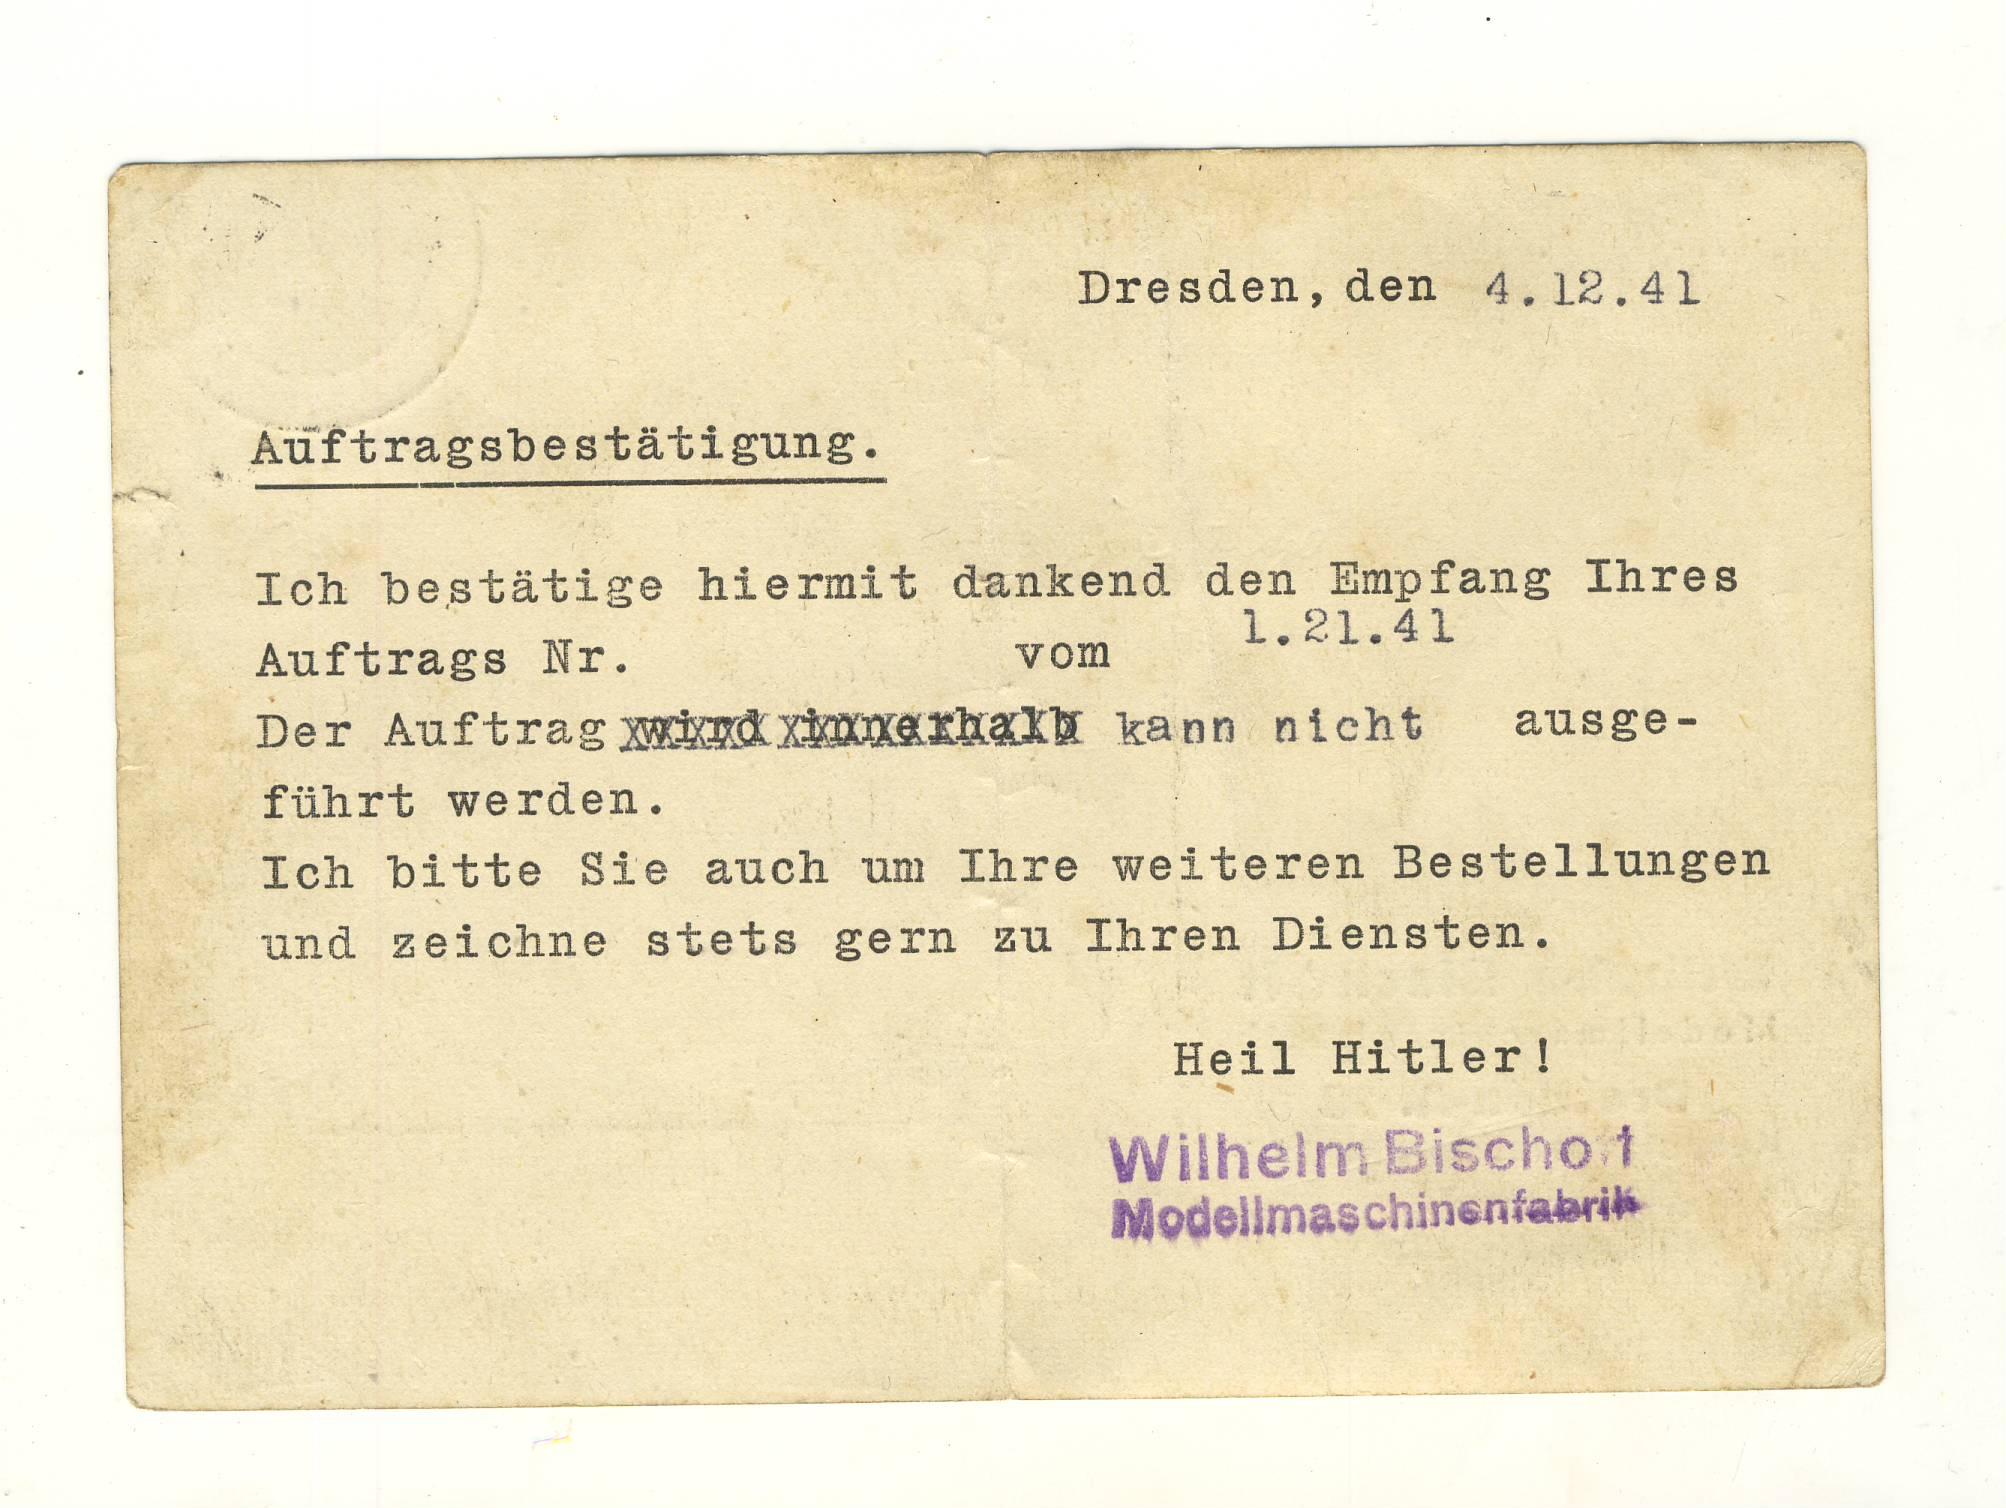 Dresden, den 4.12.41
Auftragsbestätigung.
Ich bestätige hiermit dankend den Empfang Ihres
Auftrags Nr. vom 1.21.41
Der Auftrag wird innerhalb kann nicht ausge-
führt werden.
Ich bitte Sie auch um Ihre weiteren Bestellungen
und zeichne stets gern zu Ihren Diensten.
Heil Hitler!
Wilhelm Bischof
Modellmaschinenfabrik